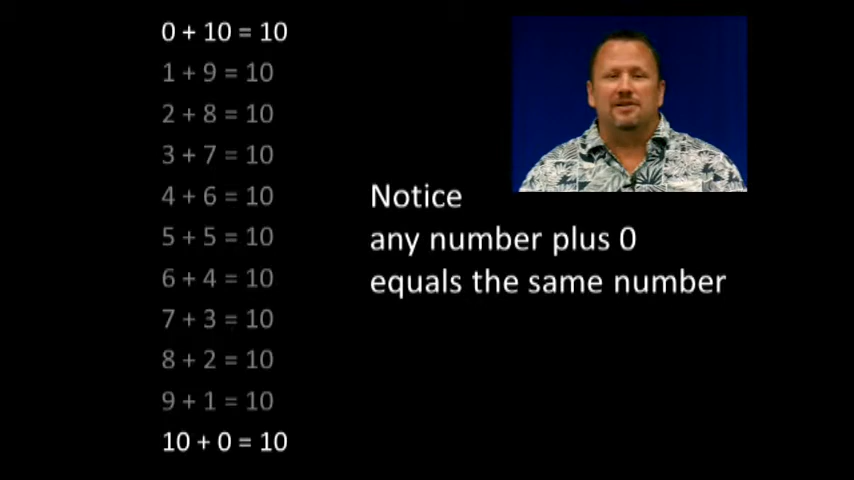 0 + 10 = 10
1 + 9 = 10
2 + 8 = 10
3 + 7 = 10
4 + 6 = 10
5 + 5 = 10
6 + 4 = 10
7 + 3 = 10
8 + 2 = 10
9 + 1 = 10
10 + 0 = 10
Notice
any number plus 0
equals the same number